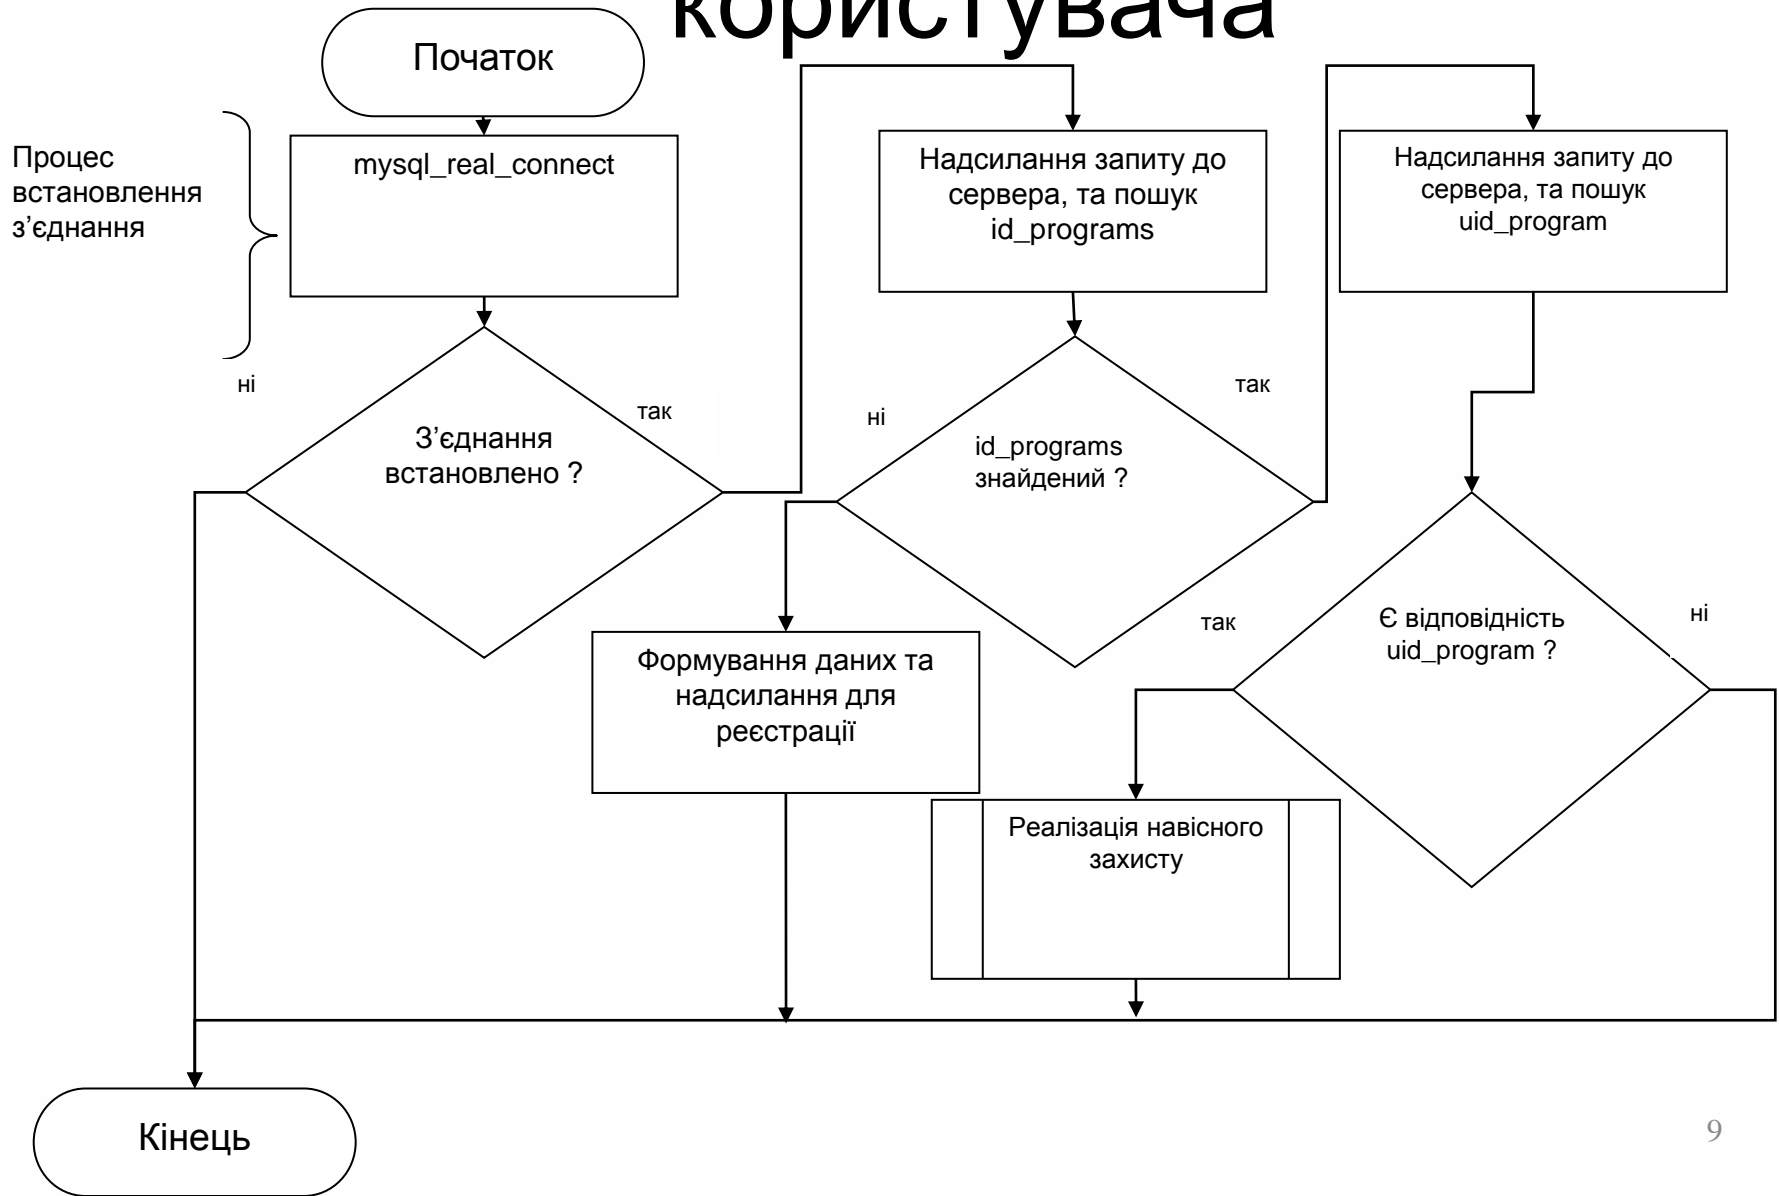 користувача
Початок
Процес
встановлення
з’єднання
mysql_real_connect
Надсилання запиту до
сервера, та пошук
id_programs
Надсилання запиту до
сервера, та пошук
uid_program
ні
З’єднання
встановлено ?
так
ні
id_programs
знайдений ?
так
Формування даних та
надсилання для
реєстрації
так
Є відповідність
uid_program ?
ні
Реалізація навісного
захисту
Кінець
9